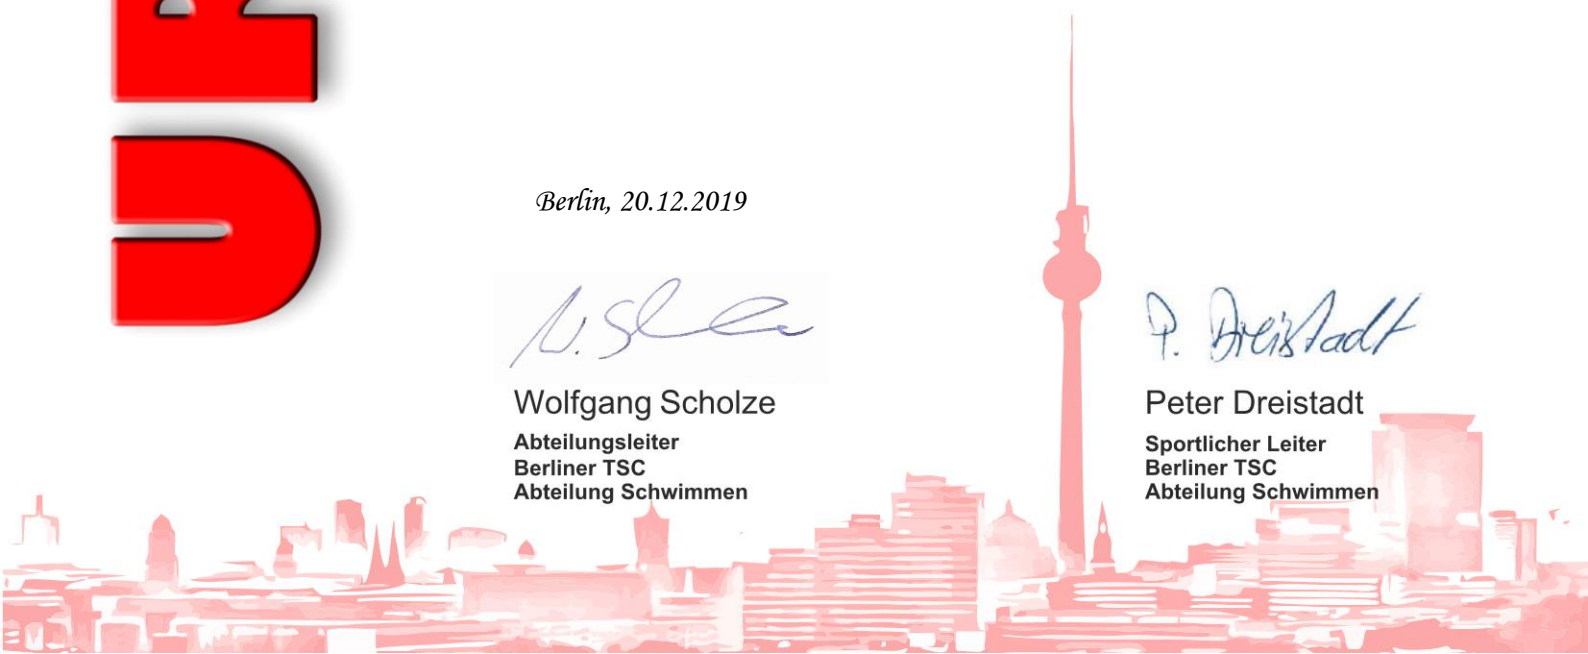 UR
Berlin, 20.12.2019
W. Scholze
P. Dreistadt
Wolfgang Scholze
Peter Dreistadt
Abteilungsleiter
Berliner TSC
Abteilung Schwimmen
Sportlicher Leiter
Berliner TSC
Abteilung Schwimmen